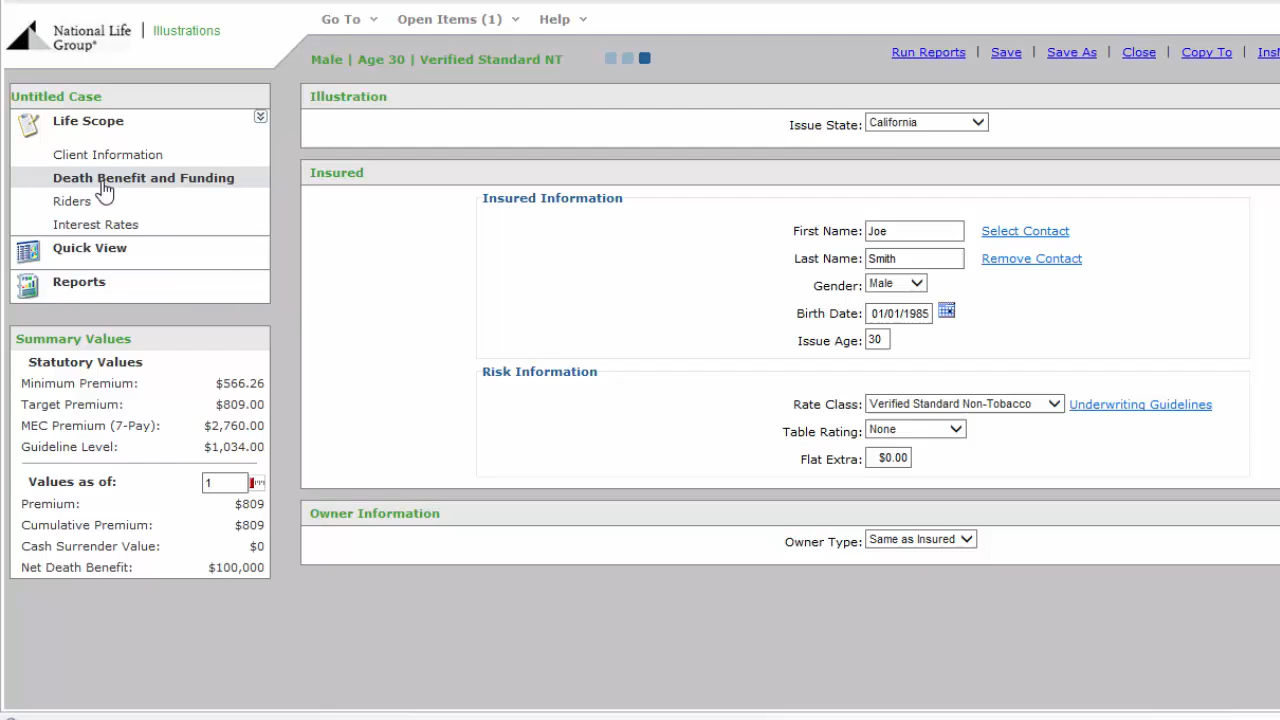 National Life Group®
Illustrations
Go To
Open Items (1)
Help
Male | Age 30 | Verified Standard NT
Run Reports | Save | Save As | Close | Copy To |
Untitled Case
Life Scope
Client Information
Death Benefit and Funding
Riders
Interest Rates
Quick View
Reports
Summary Values
Statutory Values
Minimum Premium: $566.26
Target Premium: $809.00
MEC Premium (7-Pay): $2,760.00
Guideline Level: $1,034.00
Values as of: 1
Premium: $809
Cumulative Premium: $809
Cash Surrender Value: $0
Net Death Benefit: $100,000
Illustration
Issue State: California
Insured
Insured Information
First Name: Joe Select Contact
Last Name: Smith Remove Contact
Gender: Male
Birth Date: 01/01/1985
Issue Age: 30
Risk Information
Rate Class: Verified Standard Non-Tobacco Underwriting Guidelines
Table Rating: None
Flat Extra: $0.00
Owner Information
Owner Type: Same as Insured